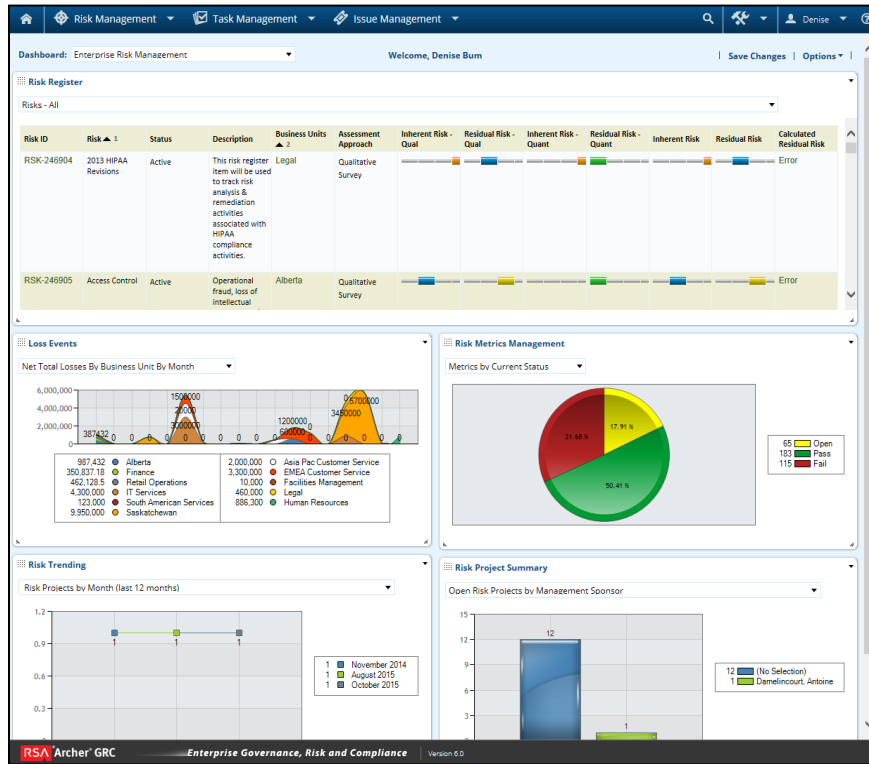 Risk Management Task Management Issue Management Denise
Dashboard: Enterprise Risk Management Welcome, Denise Bum | Save Changes | Options |
Risk Register
Risks - All
Risk ID Risk 1 Status Description Business Units 2 Assessment Approach Inherent Risk - Qual Residual Risk - Qual Inherent Risk - Quant Residual Risk - Quant Inherent Risk Residual Risk Calculated Residual Risk
RSK-246904 2013 HIPAA Revisions Active This risk register Legal Qualitative Survey Error
item will be used
to track risk
analysis &
remediation
activities
associated with
HIPAA
compliance
activities.
RSK-246905 Access Control Active Operational Alberta Qualitative Survey Error
fraud, loss of
intellectual
Loss Events
Net Total Losses By Business Unit By Month
6,000,000
4,000,000
2,000,000
0
387432 0 0 0 0 0 0 0 0 0 0 0
1500000
20000
3000000
1200000
600000
0
5700000
3450000
987,432 Alberta
350,837.18 Finance
462,128.5 Retail Operations
4,300,000 IT Services
123,000 South American Services
9,950,000 Saskatchewan
2,000,000 Asia Pac Customer Service
3,300,000 EMEA Customer Service
10,000 Facilities Management
460,000 Legal
886,300 Human Resources
Risk Metrics Management
Metrics by Current Status
17.91 %
31.68 %
50.41 %
65 Open
183 Pass
115 Fail
Risk Trending
Risk Projects by Month (last 12 months)
1.2
0.9
0.6
0.3
1 1 1
1 November 2014
1 August 2015
1 October 2015
Risk Project Summary
Open Risk Projects by Management Sponsor
15
12
9
6
3
12
1
12 (No Selection)
1 Damelincourt, Antoine
RSA Archer® GRC Enterprise Governance, Risk and Compliance Version 6.0